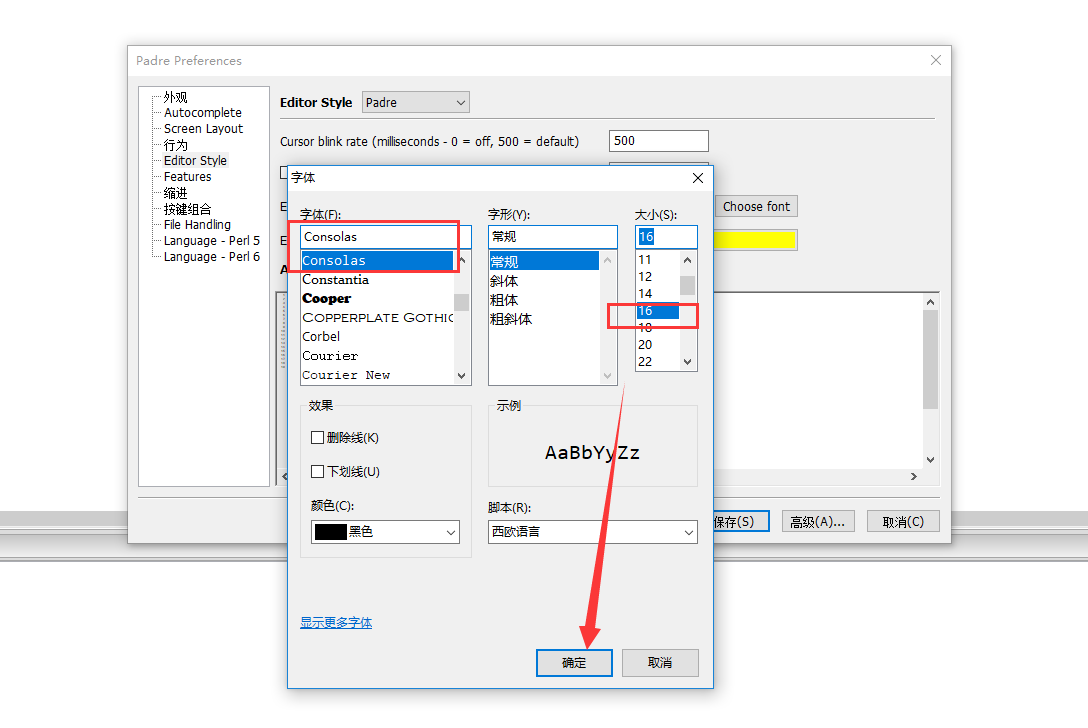 Padre Preferences
外观
Autocomplete
Screen Layout
行为
Editor Style
Features
缩进
按键组合
File Handling
Language - Perl 5
Language - Perl 6
Editor Style
Padre
Cursor blink rate (milliseconds - 0 = off, 500 = default)
500
Choose font
字体
字体(F):
Consolas
Consolas
Constantia
Cooper
COPPERPLATE GOTHIC
Corbel
Courier
Courier New
字形(Y):
常规
常规
斜体
粗体
粗斜体
大小(S):
16
11
12
14
16
18
20
22
效果
删除线(K)
下划线(U)
颜色(C):
黑色
示例
AaBbYyZz
脚本(R):
西欧语言
显示更多字体
确定
取消
保存(S)
高级(A)...
取消(C)